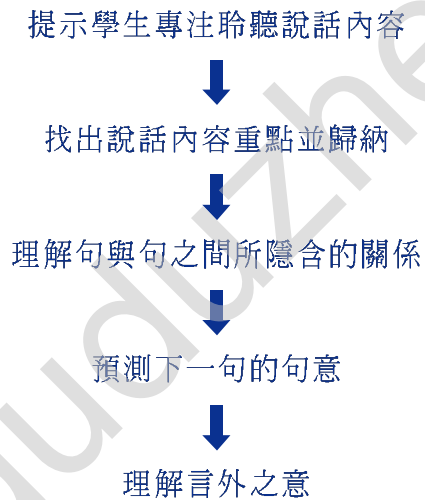 提示學生專注聆聽說話內容
找出說話內容重點並歸納
理解句與句之間所隱含的關係
預測下一句的句意
理解言外之意